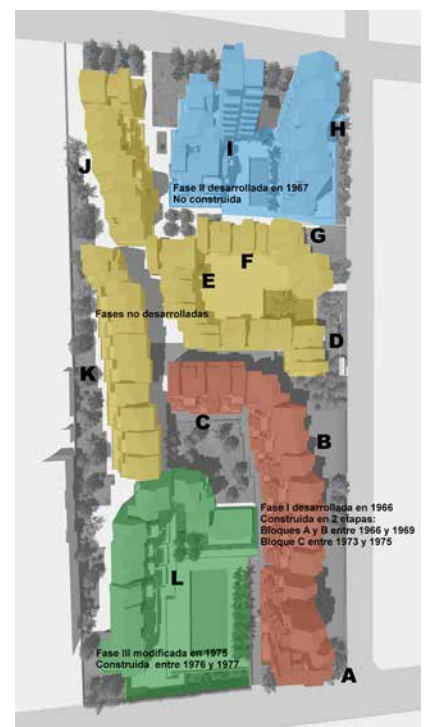 H
I
J
Fase II desarrollada en 1967
No construida
G
F
E
Fases no desarrolladas
D
K
C
B
Fase I desarrollada en 1966
Construida en 2 etapas:
Bloques A y B entre 1966 y 1969
Bloque C entre 1973 y 1975
L
Fase III modificada en 1975
Construida entre 1976 y 1977
A